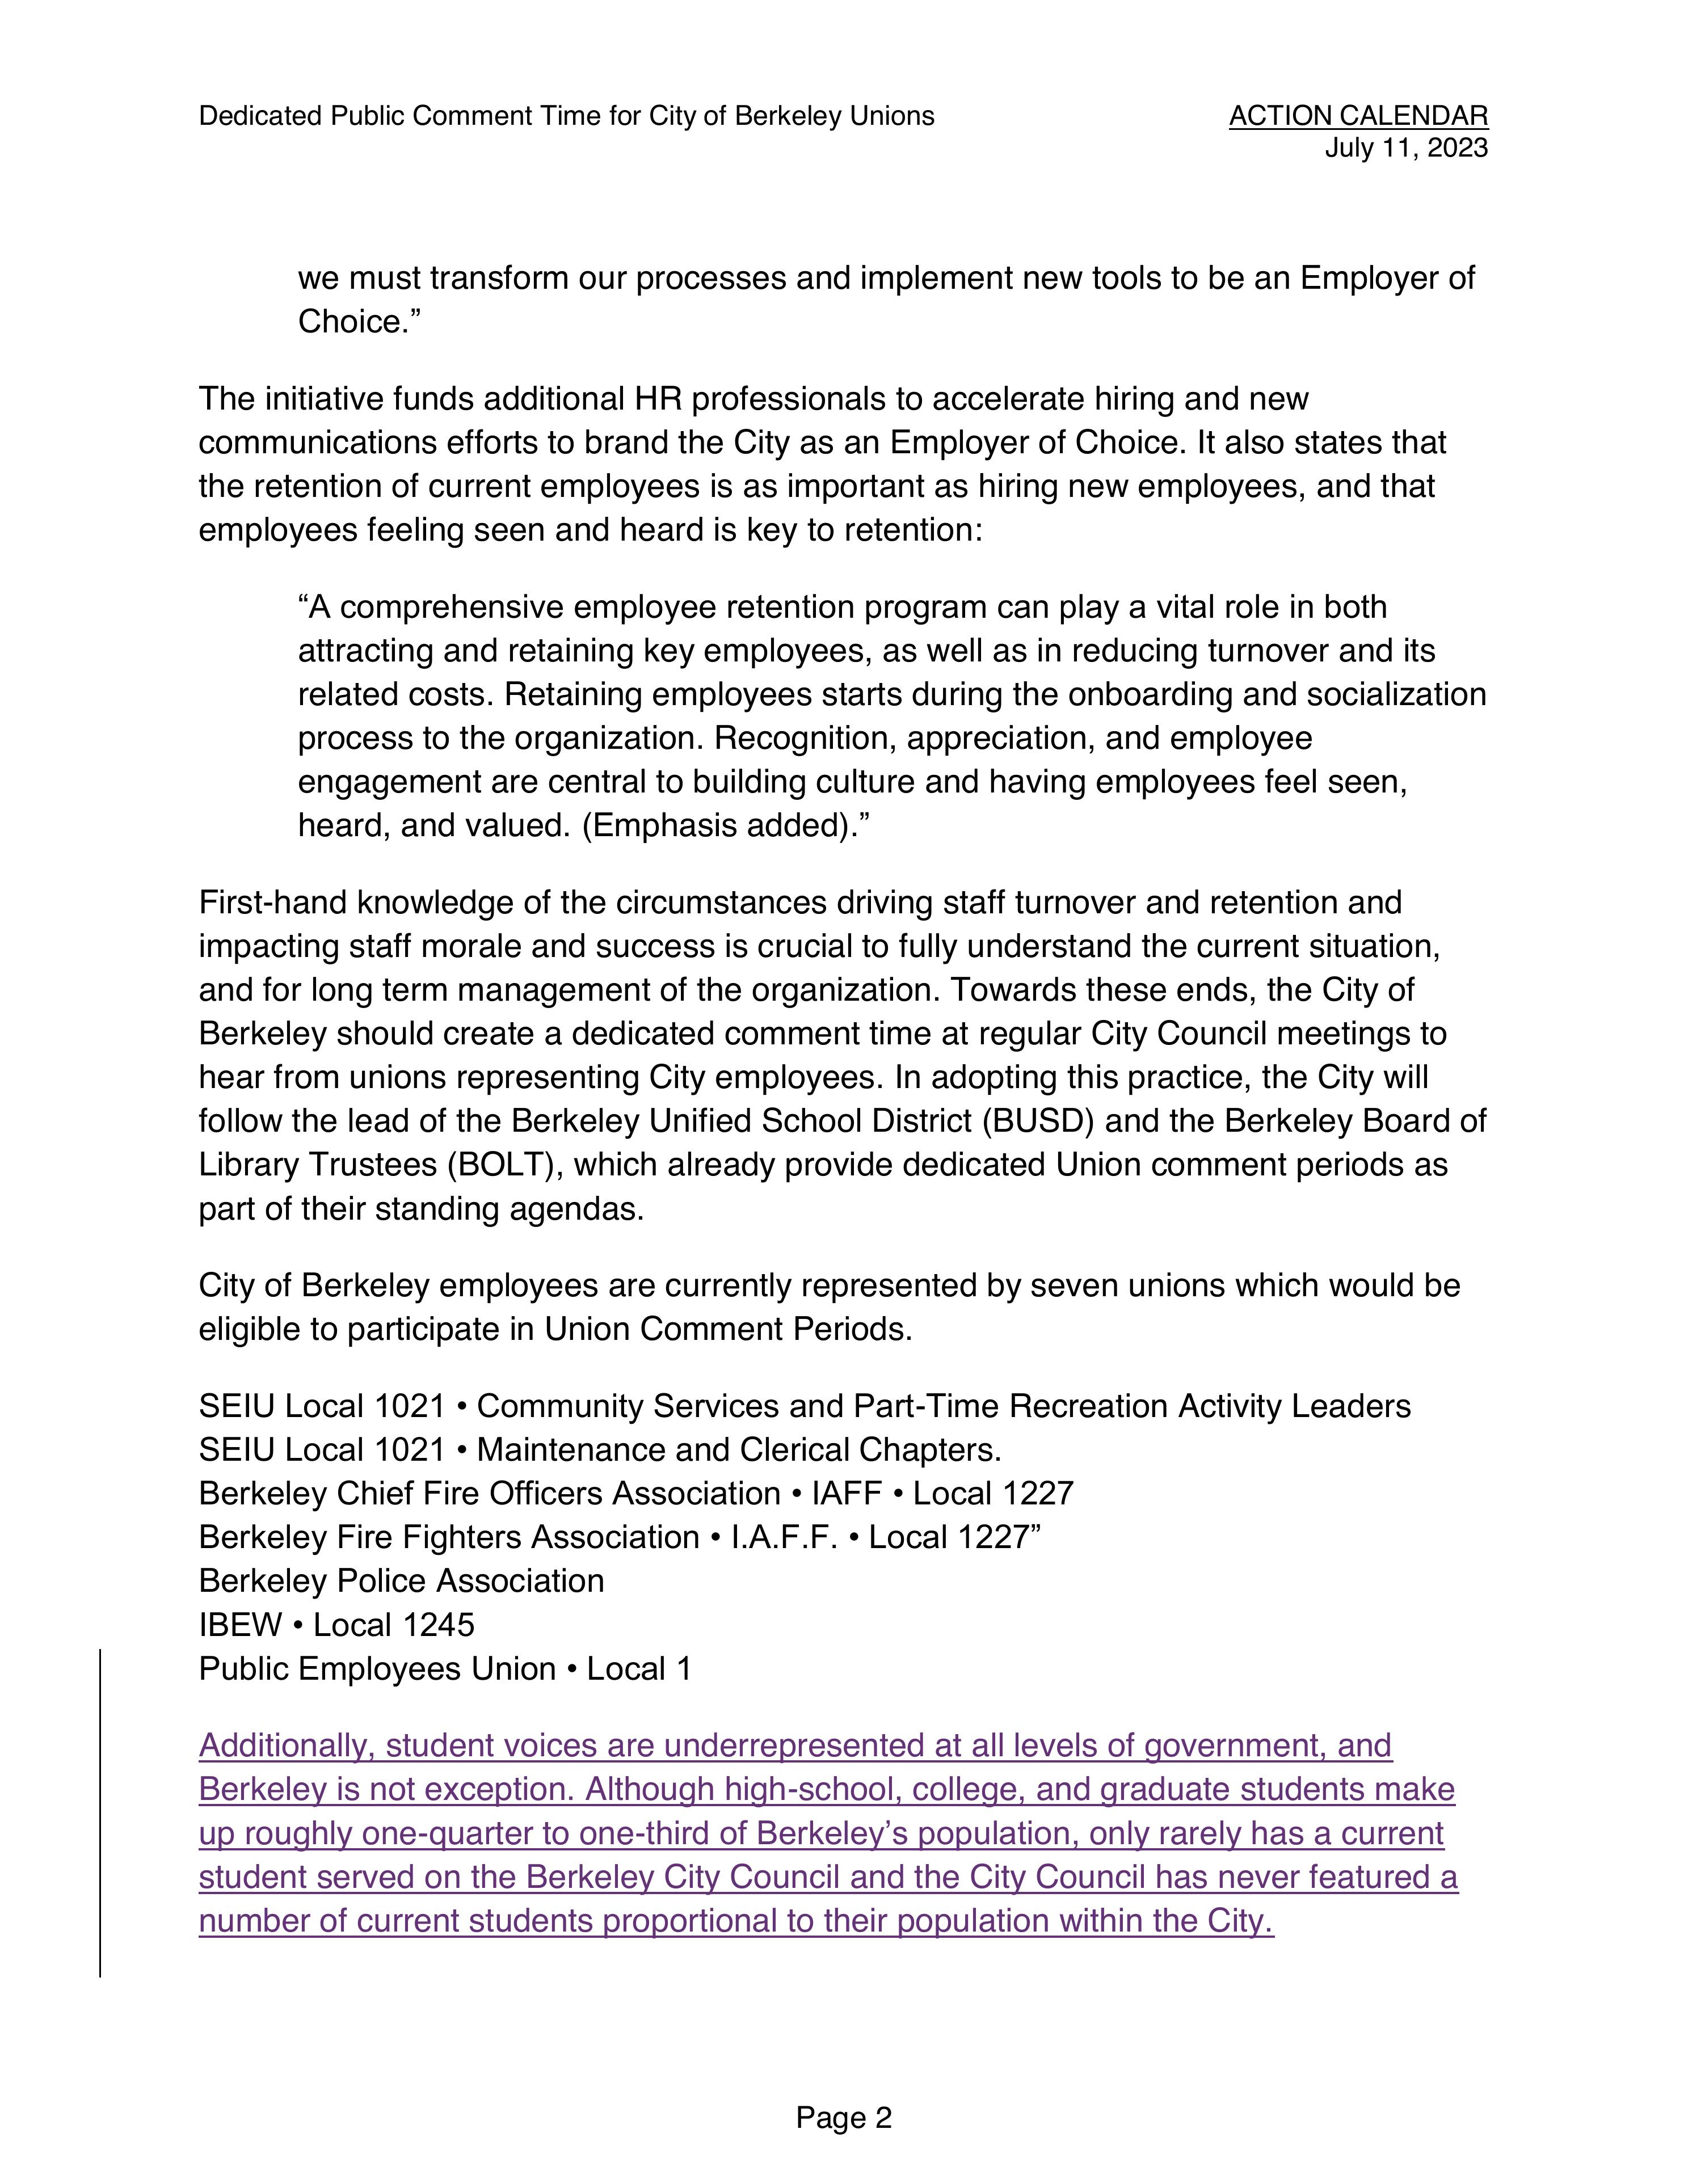 Dedicated Public Comment Time for City of Berkeley Unions
ACTION CALENDAR
July 11, 2023
we must transform our processes and implement new tools to be an Employer of
Choice.”
The initiative funds additional HR professionals to accelerate hiring and new
communications efforts to brand the City as an Employer of Choice. It also states that
the retention of current employees is as important as hiring new employees, and that
employees feeling seen and heard is key to retention:
“A comprehensive employee retention program can play a vital role in both
attracting and retaining key employees, as well as in reducing turnover and its
related costs. Retaining employees starts during the onboarding and socialization
process to the organization. Recognition, appreciation, and employee
engagement are central to building culture and having employees feel seen,
heard, and valued. (Emphasis added).”
First-hand knowledge of the circumstances driving staff turnover and retention and
impacting staff morale and success is crucial to fully understand the current situation,
and for long term management of the organization. Towards these ends, the City of
Berkeley should create a dedicated comment time at regular City Council meetings to
hear from unions representing City employees. In adopting this practice, the City will
follow the lead of the Berkeley Unified School District (BUSD) and the Berkeley Board of
Library Trustees (BOLT), which already provide dedicated Union comment periods as
part of their standing agendas.
City of Berkeley employees are currently represented by seven unions which would be
eligible to participate in Union Comment Periods.
SEIU Local 1021 • Community Services and Part-Time Recreation Activity Leaders
SEIU Local 1021 • Maintenance and Clerical Chapters.
Berkeley Chief Fire Officers Association • IAFF • Local 1227
Berkeley Fire Fighters Association • I.A.F.F. • Local 1227”
Berkeley Police Association
IBEW • Local 1245
Public Employees Union • Local 1
Additionally, student voices are underrepresented at all levels of government, and
Berkeley is not exception. Although high-school, college, and graduate students make
up roughly one-quarter to one-third of Berkeley’s population, only rarely has a current
student served on the Berkeley City Council and the City Council has never featured a
number of current students proportional to their population within the City.
Page 2